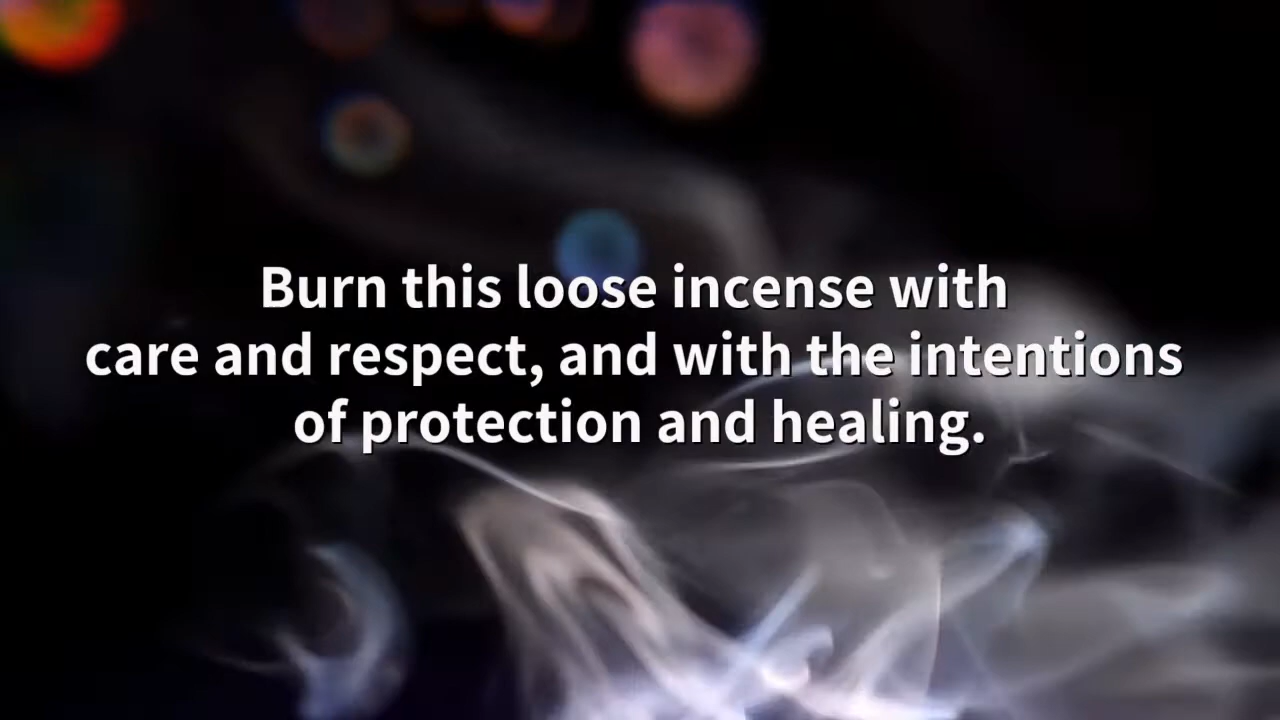 Burn this loose incense with
care and respect, and with the intentions
of protection and healing.